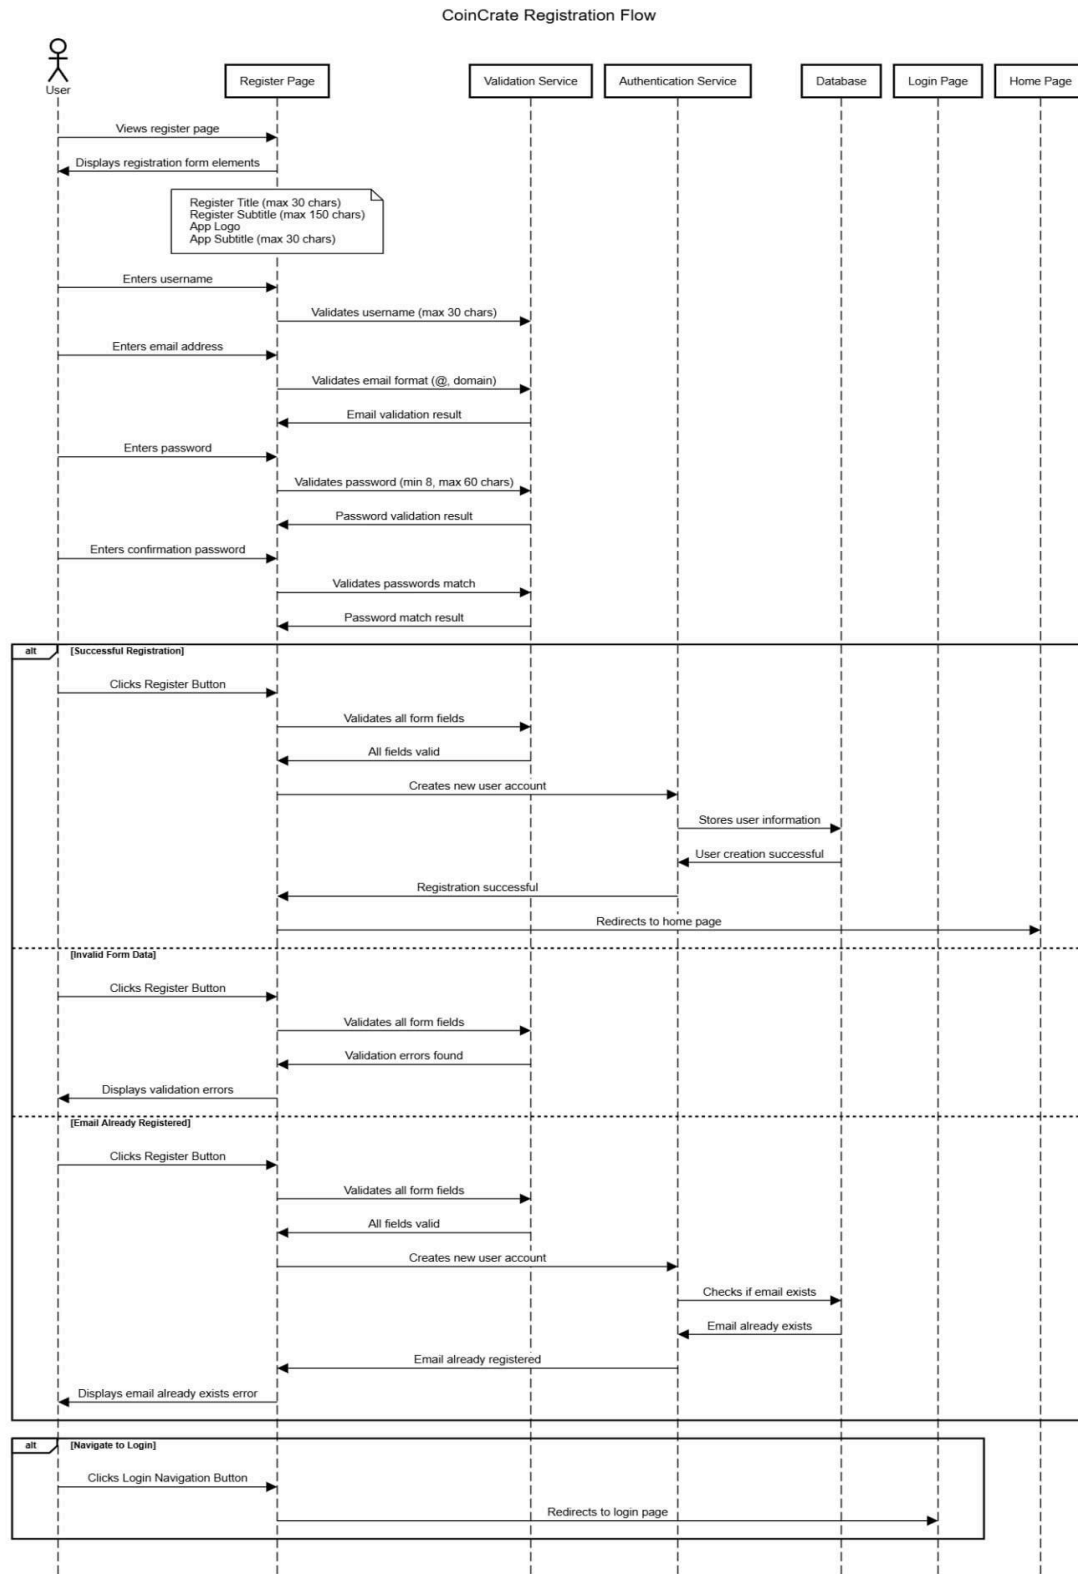 CoinCrate Registration Flow
User
Register Page
Validation Service
Authentication Service
Database
Login Page
Home Page
Views register page
Displays registration form elements
Register Title (max 30 chars)
Register Subtitle (max 150 chars)
App Logo
App Subtitle (max 30 chars)
Enters username
Validates username (max 30 chars)
Enters email address
Validates email format (@, domain)
Email validation result
Enters password
Validates password (min 8, max 60 chars)
Password validation result
Enters confirmation password
Validates passwords match
Password match result
alt [Successful Registration]
Clicks Register Button
Validates all form fields
All fields valid
Creates new user account
Stores user information
User creation successful
Registration successful
Redirects to home page
[Invalid Form Data]
Clicks Register Button
Validates all form fields
Validation errors found
Displays validation errors
[Email Already Registered]
Clicks Register Button
Validates all form fields
All fields valid
Creates new user account
Checks if email exists
Email already exists
Email already registered
Displays email already exists error
alt [Navigate to Login]
Clicks Login Navigation Button
Redirects to login page